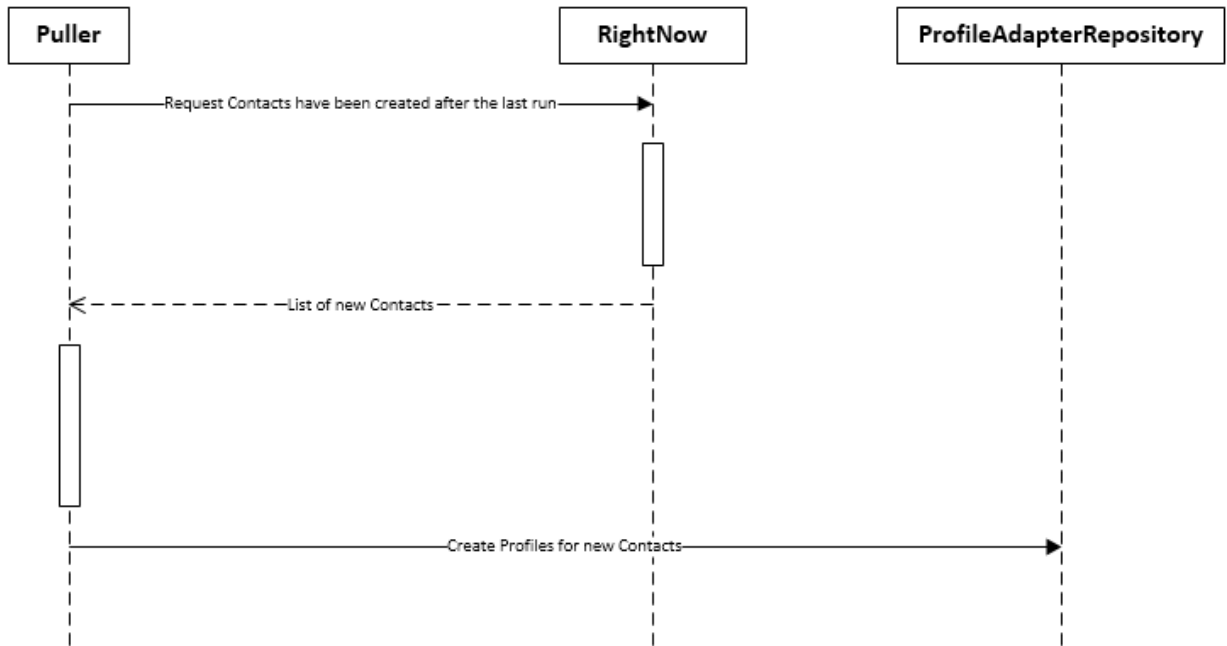 Puller
RightNow
ProfileAdapterRepository
Request Contacts have been created after the last run
List of new Contacts
Create Profiles for new Contacts